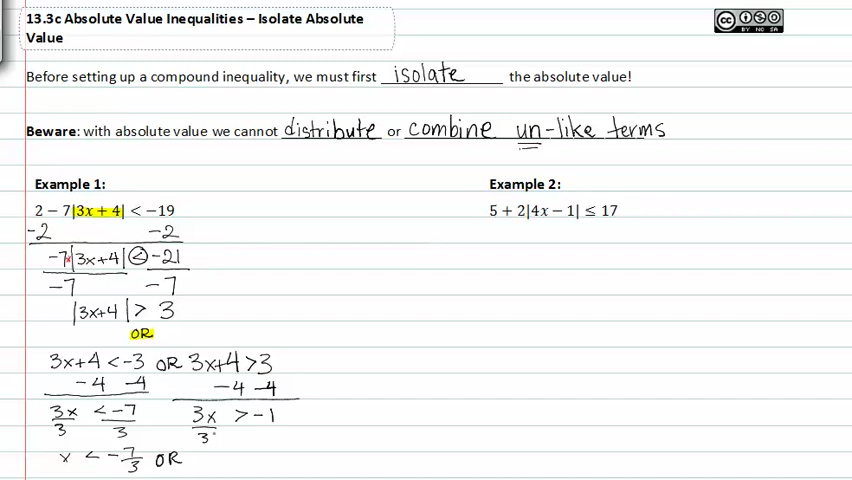 13.3c Absolute Value Inequalities – Isolate Absolute
Value
BY NC SA
Before setting up a compound inequality, we must first isolate the absolute value!
Beware: with absolute value we cannot distribute or combine un-like terms
Example 1:
2 − 7|3x + 4| < −19
-2 -2
-7|3x+4| < -21
-7 -7
|3x+4| > 3
OR
3x+4 < -3 OR 3x+4 > 3
-4 -4 -4 -4
3x < -7 3x > -1
3 3 3
x < -7/3 OR
Example 2:
5 + 2|4x − 1| ≤ 17